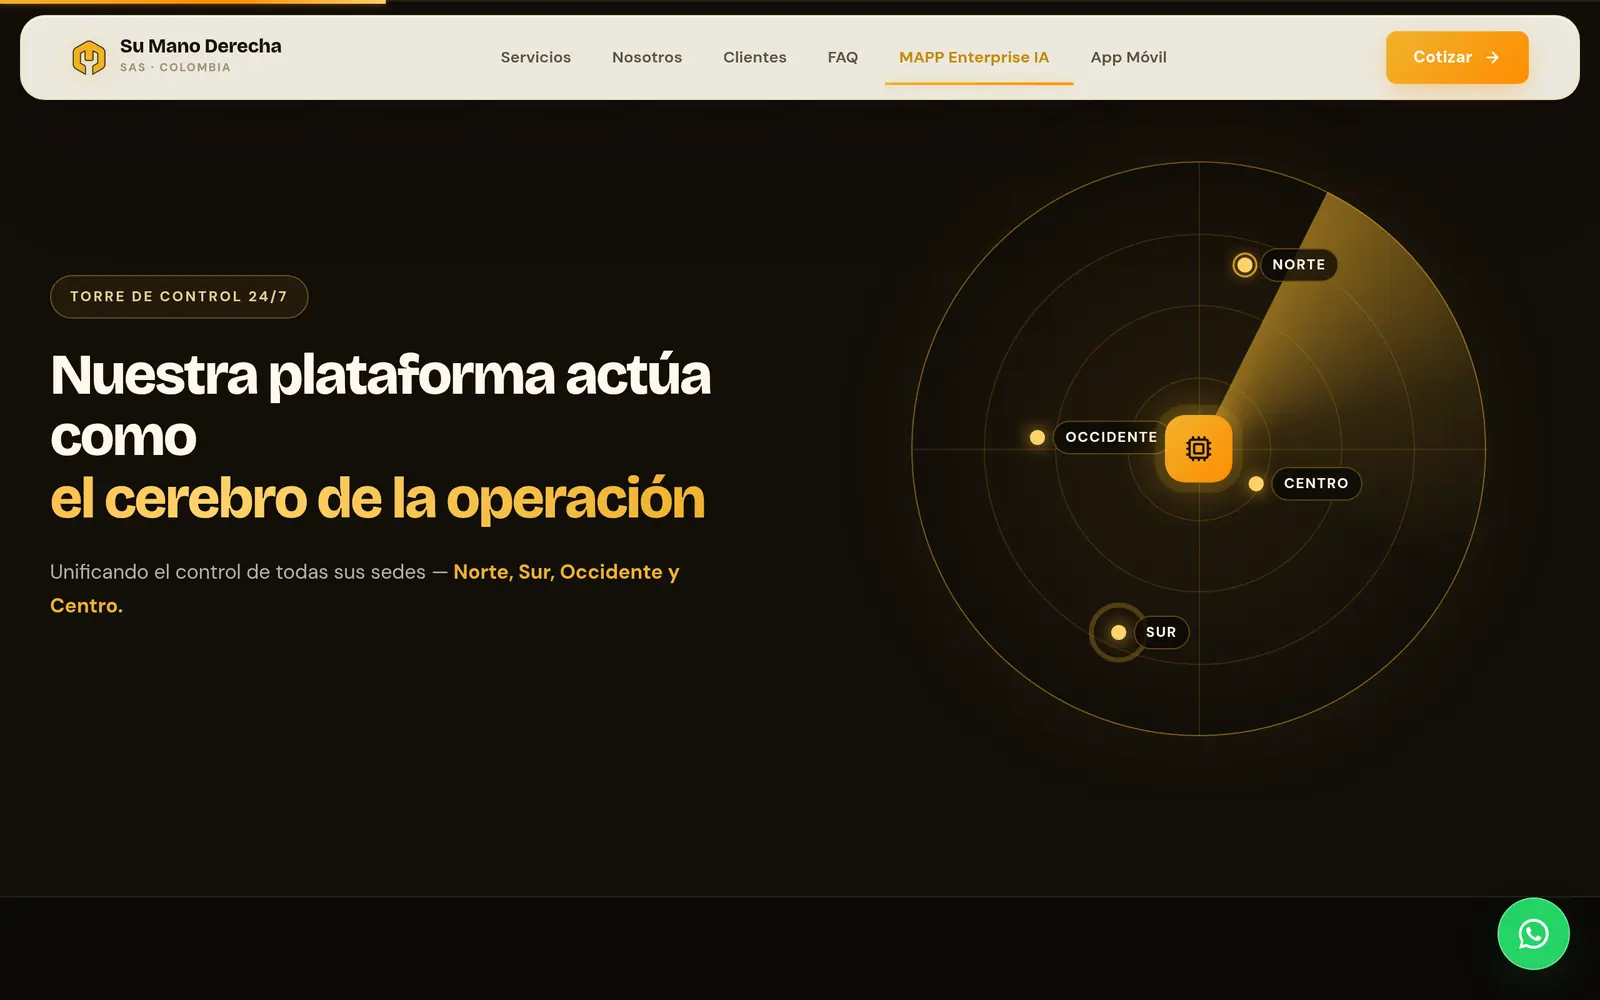 Su Mano Derecha
SAS · COLOMBIA
Servicios
Nosotros
Clientes
FAQ
MAPP Enterprise IA
App Móvil
Cotizar
TORRE DE CONTROL 24/7
Nuestra plataforma actúa
como
el cerebro de la operación
Unificando el control de todas sus sedes — Norte, Sur, Occidente y
Centro.
NORTE
OCCIDENTE
CENTRO
SUR